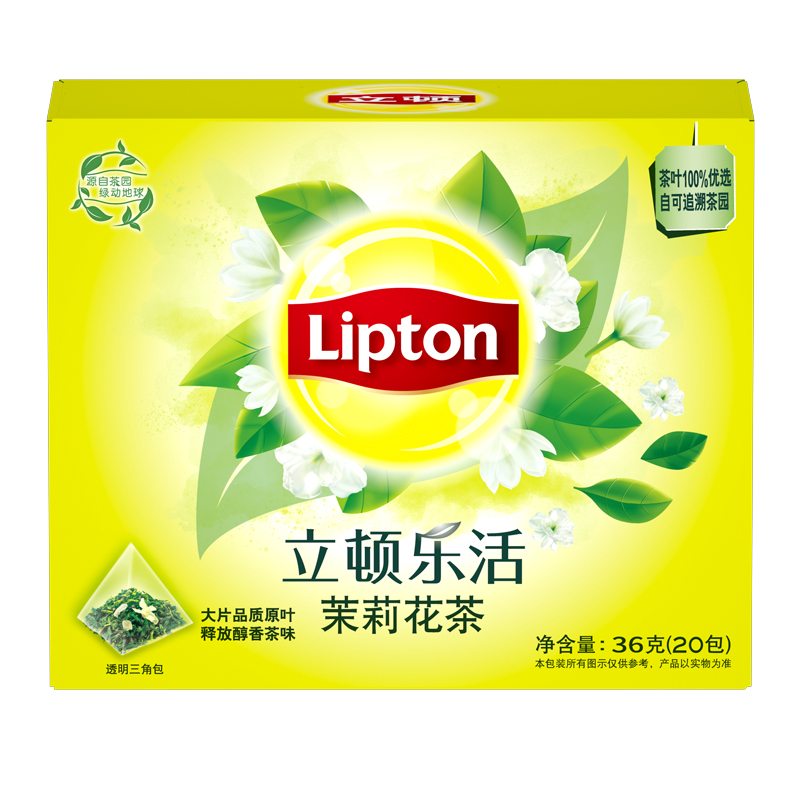 立顿
源自茶园
绿动地球
茶叶100%优选
自可追溯茶园
Lipton
立顿乐活
茉莉花茶
大片品质原叶
释放醇香茶味
透明三角包
净含量：36克(20包)
本包装所有图示仅供参考，产品以实物为准